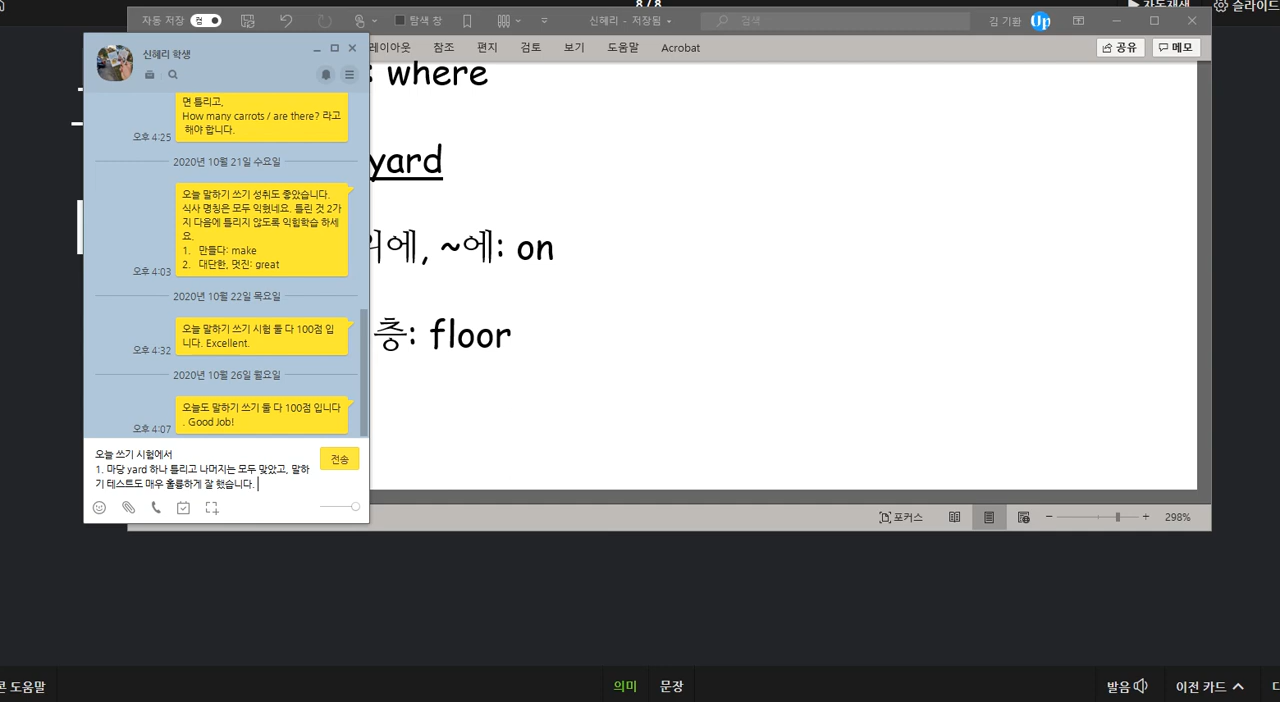 8 / 8
자동재생
슬라이드
자동 저장
컴
탐색 창
신혜리 - 저장됨
검색
김 기환
Up
레이아웃
참조
편지
검토
보기
도움말
Acrobat
공유
메모
신혜리 학생
: where
면 틀리고,
How many carrots / are there? 라고
해야 합니다.
오후 4:25
yard
2020년 10월 21일 수요일
오늘 말하기 쓰기 성취도 좋았습니다.
식사 명칭은 모두 익혔네요. 틀린 것 2가
지 다음에 틀리지 않도록 익힘학습 하세
요.
1. 만들다: make
2. 대단한, 멋진: great
오후 4:03
위에, ~에: on
2020년 10월 22일 목요일
오늘 말하기 쓰기 시험 둘 다 100점 입
니다. Excellent.
오후 4:32
층: floor
2020년 10월 26일 월요일
오늘도 말하기 쓰기 둘 다 100점 입니다
. Good Job!
오후 4:07
오늘 쓰기 시험에서
1. 마당 yard 하나 틀리고 나머지는 모두 맞았고, 말하
기 테스트도 매우 훌륭하게 잘 했습니다.
전송
포커스
298%
도움말
의미
문장
발음
이전 카드